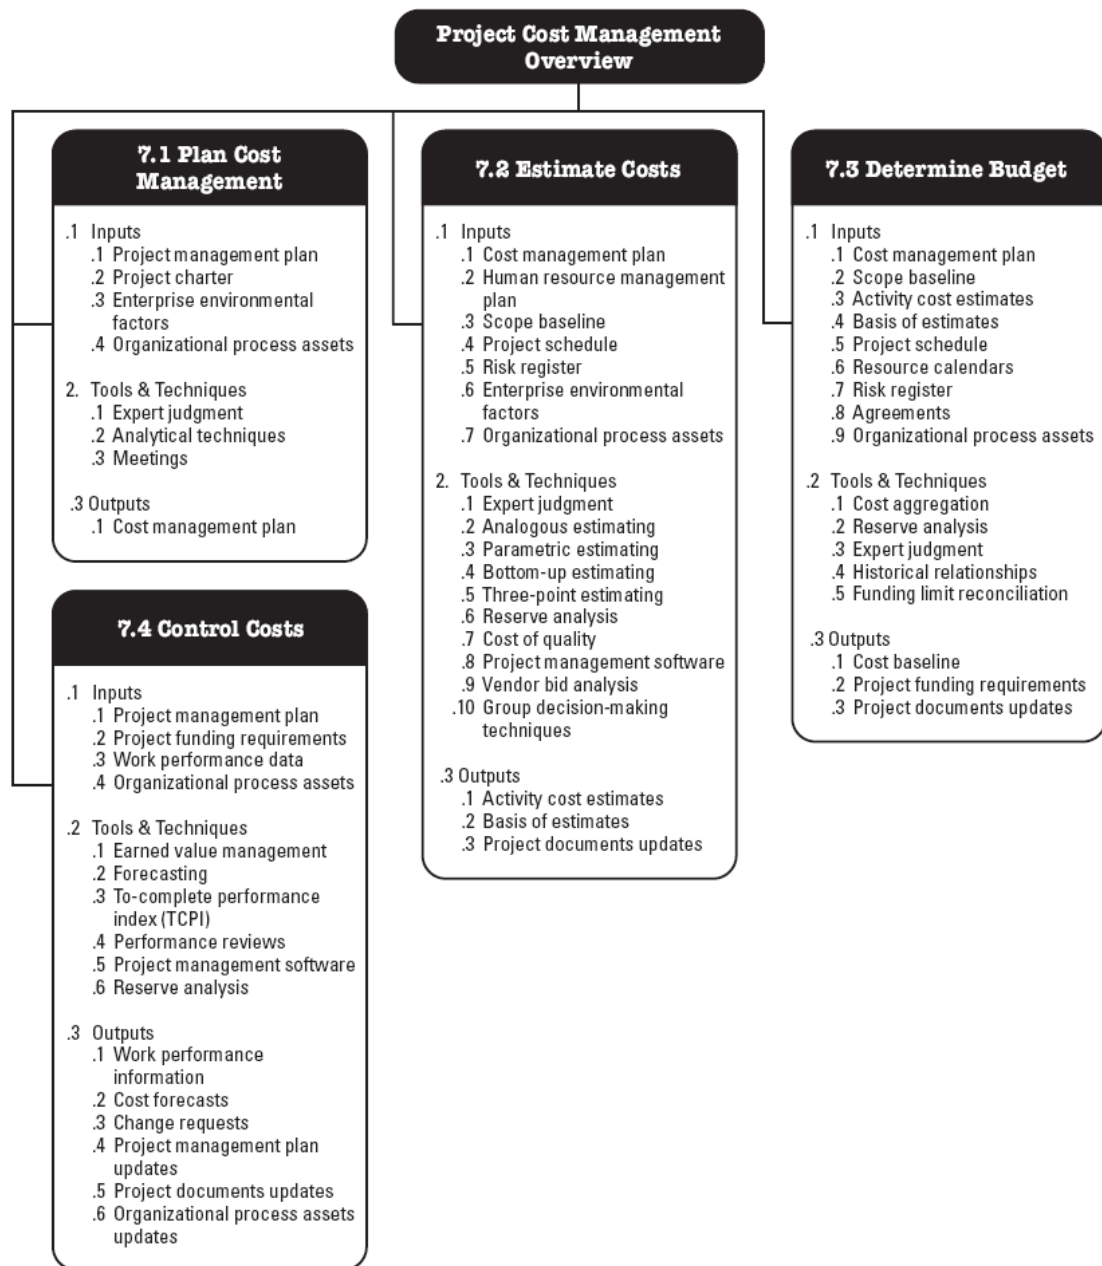 Project Cost Management
Overview
7.1 Plan Cost
Management
.1 Inputs
.1 Project management plan
.2 Project charter
.3 Enterprise environmental
factors
.4 Organizational process assets
2. Tools & Techniques
.1 Expert judgment
.2 Analytical techniques
.3 Meetings
.3 Outputs
.1 Cost management plan
7.2 Estimate Costs
.1 Inputs
.1 Cost management plan
.2 Human resource management
plan
.3 Scope baseline
.4 Project schedule
.5 Risk register
.6 Enterprise environmental
factors
.7 Organizational process assets
2. Tools & Techniques
.1 Expert judgment
.2 Analogous estimating
.3 Parametric estimating
.4 Bottom-up estimating
.5 Three-point estimating
.6 Reserve analysis
.7 Cost of quality
.8 Project management software
.9 Vendor bid analysis
.10 Group decision-making
techniques
.3 Outputs
.1 Activity cost estimates
.2 Basis of estimates
.3 Project documents updates
7.3 Determine Budget
.1 Inputs
.1 Cost management plan
.2 Scope baseline
.3 Activity cost estimates
.4 Basis of estimates
.5 Project schedule
.6 Resource calendars
.7 Risk register
.8 Agreements
.9 Organizational process assets
.2 Tools & Techniques
.1 Cost aggregation
.2 Reserve analysis
.3 Expert judgment
.4 Historical relationships
.5 Funding limit reconciliation
.3 Outputs
.1 Cost baseline
.2 Project funding requirements
.3 Project documents updates
7.4 Control Costs
.1 Inputs
.1 Project management plan
.2 Project funding requirements
.3 Work performance data
.4 Organizational process assets
.2 Tools & Techniques
.1 Earned value management
.2 Forecasting
.3 To-complete performance
index (TCPI)
.4 Performance reviews
.5 Project management software
.6 Reserve analysis
.3 Outputs
.1 Work performance
information
.2 Cost forecasts
.3 Change requests
.4 Project management plan
updates
.5 Project documents updates
.6 Organizational process assets
updates